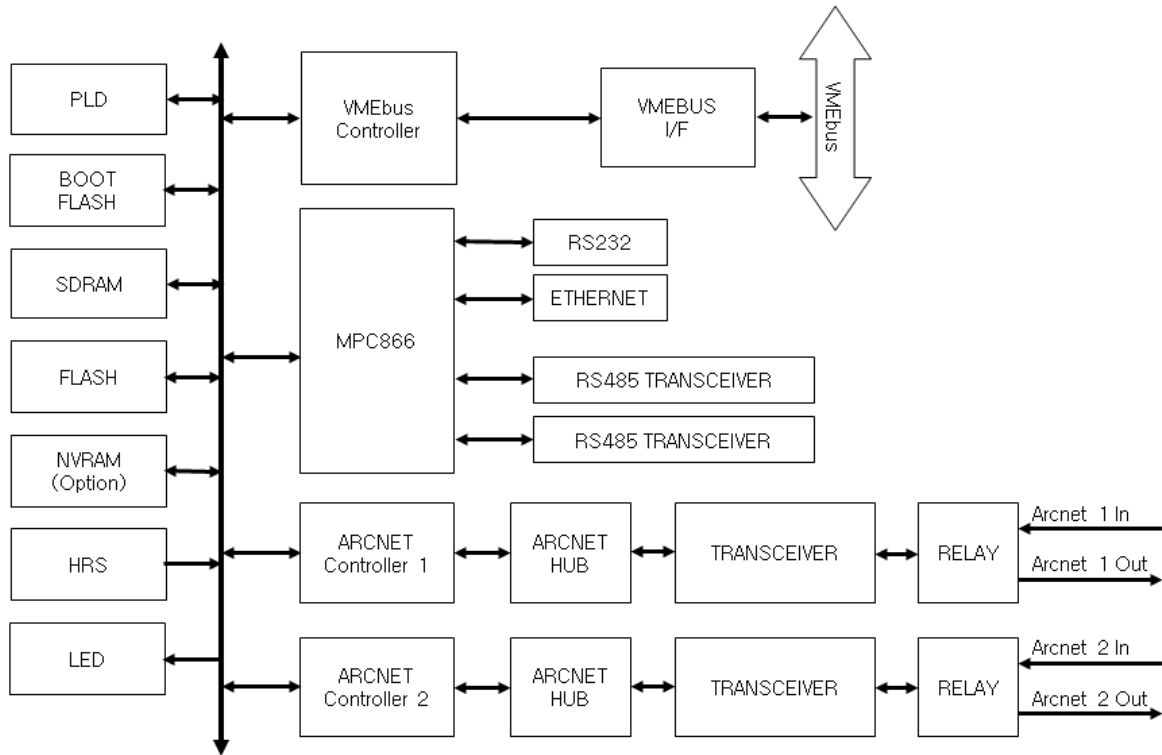 PLD
BOOT
FLASH
SDRAM
FLASH
NVRAM
(Option)
HRS
LED
VMEbus
Controller
VMEBUS
I/F
VMEbus
MPC866
RS232
ETHERNET
RS485 TRANSCEIVER
RS485 TRANSCEIVER
ARCNET
Controller 1
ARCNET
HUB
TRANSCEIVER
RELAY
Arcnet 1 In
Arcnet 1 Out
ARCNET
Controller 2
ARCNET
HUB
TRANSCEIVER
RELAY
Arcnet 2 In
Arcnet 2 Out